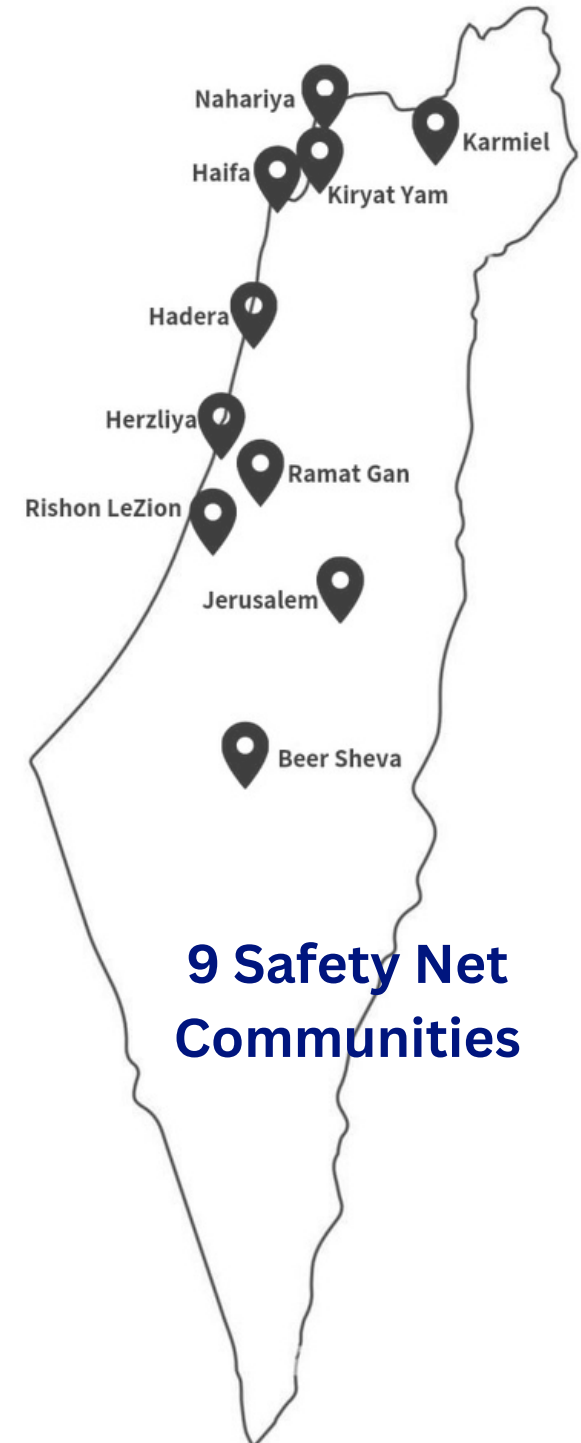 Nahariya
Karmiel
Haifa
Kiryat Yam
Hadera
Herzliya
Ramat Gan
Rishon LeZion
Jerusalem
Beer Sheva
9 Safety Net
Communities